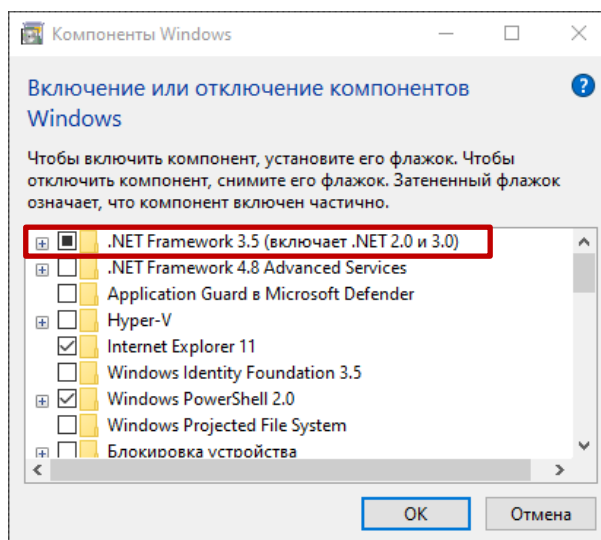 Компоненты Windows
Включение или отключение компонентов
Windows
?
Чтобы включить компонент, установите его флажок. Чтобы
отключить компонент, снимите его флажок. Затененный флажок
означает, что компонент включен частично.
.NET Framework 3.5 (включает .NET 2.0 и 3.0)
.NET Framework 4.8 Advanced Services
Application Guard в Microsoft Defender
Hyper-V
Internet Explorer 11
Windows Identity Foundation 3.5
Windows PowerShell 2.0
Windows Projected File System
Блокировка устройства
ОК Отмена